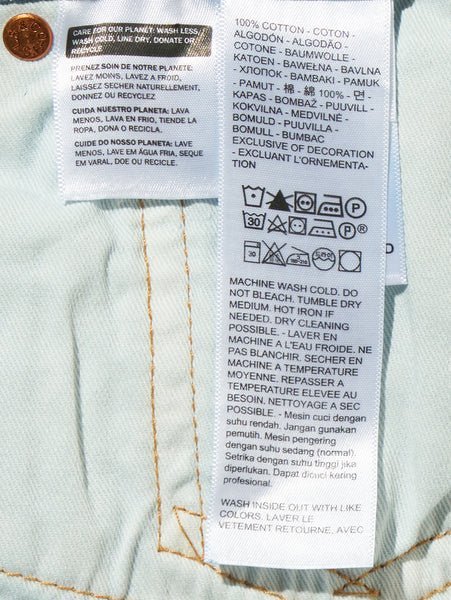 CARE FOR OUR PLANET: WASH LESS,
WASH COLD, LINE DRY, DONATE OR
RECYCLE
PRENEZ SOIN DE NOTRE PLANÈTE:
LAVEZ MOINS, LAVEZ A FROID,
LAISSEZ SECHER NATURELLEMENT,
DONNEZ OU RECYCLEZ
CUIDA NUESTRO PLANETA: LAVA
MENOS, LAVA EN FRIO, TIENDE LA
ROPA, DONA O RECICLA.
CUIDE DO NOSSO PLANETA: LAVE
MENOS, LAVE EM ÁGUA FRIA, SEQUE
EM VARAL, DOE OU RECICLE.
100% COTTON - COTON -
ALGODÓN - ALGODÃO -
COTONE - BAUMWOLLE -
KATOEN - BAWEŁNA - BAVLNA
- ХЛОПОК - BAMBAKI - PAMUK
- PAMUT - 棉 - 綿 100% - 면 -
KAPAS - BOMBAŽ - PUUVILL -
KOKVILNA - MEDVILNĖ -
BOMULD - PUUVILLA -
BOMULL - BUMBAC
EXCLUSIVE OF DECORATION
- EXCLUANT L'ORNEMENTA-
TION
P
30 P ®
30 180-210 드라이
D
MACHINE WASH COLD. DO
NOT BLEACH. TUMBLE DRY
MEDIUM. HOT IRON IF
NEEDED. DRY CLEANING
POSSIBLE. - LAVER EN
MACHINE A L'EAU FROIDE. NE
PAS BLANCHIR. SECHER EN
MACHINE A TEMPERATURE
MOYENNE. REPASSER A
TEMPERATURE ELEVEE AU
BESOIN. NETTOYAGE A SEC
POSSIBLE. - Mesin cuci dengan
suhu rendah. Jangan gunakan
pemutih. Mesin pengering
dengan suhu sedang (normal).
Setrika dengan suhu tinggi jika
diperlukan. Dapat dicuci kering
profesional.
WASH INSIDE OUT WITH LIKE
COLORS, LAVER LE
VETEMENT RETOURNE, AVEC